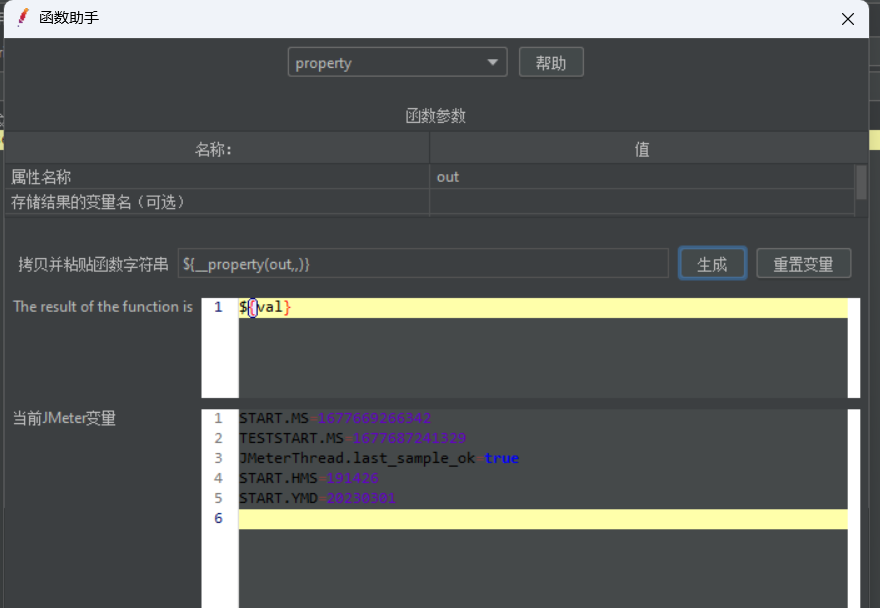 函数助手
property
帮助
函数参数
名称:
值
属性名称
out
存储结果的变量名（可选）
拷贝并粘贴函数字符串
${__property(out,,)}
生成
重置变量
The result of the function is
1 ${val}
当前JMeter变量
1 START.MS=1677669266342
2 TESTSTART.MS=1677687241329
3 JMeterThread.last_sample_ok=true
4 START.HMS=191426
5 START.YMD=20230301
6